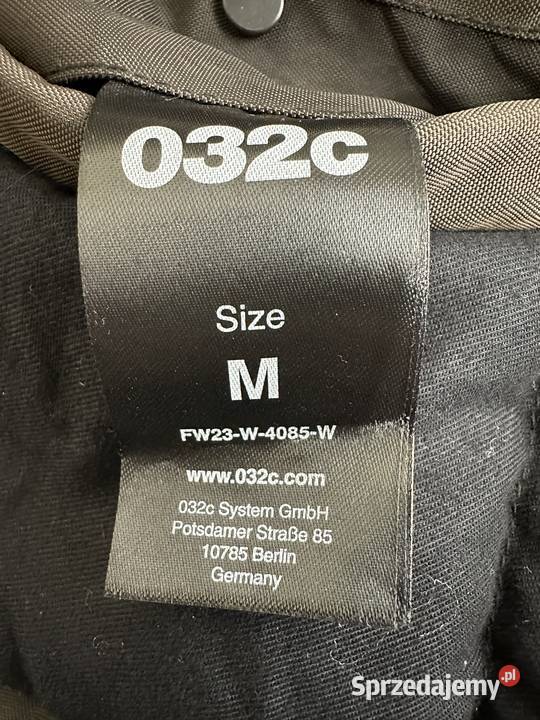 032c
Size
M
FW23-W-4085-W
www.032c.com
032c System GmbH
Potsdamer Straße 85
10785 Berlin
Germany
Sprzedajemy.pl